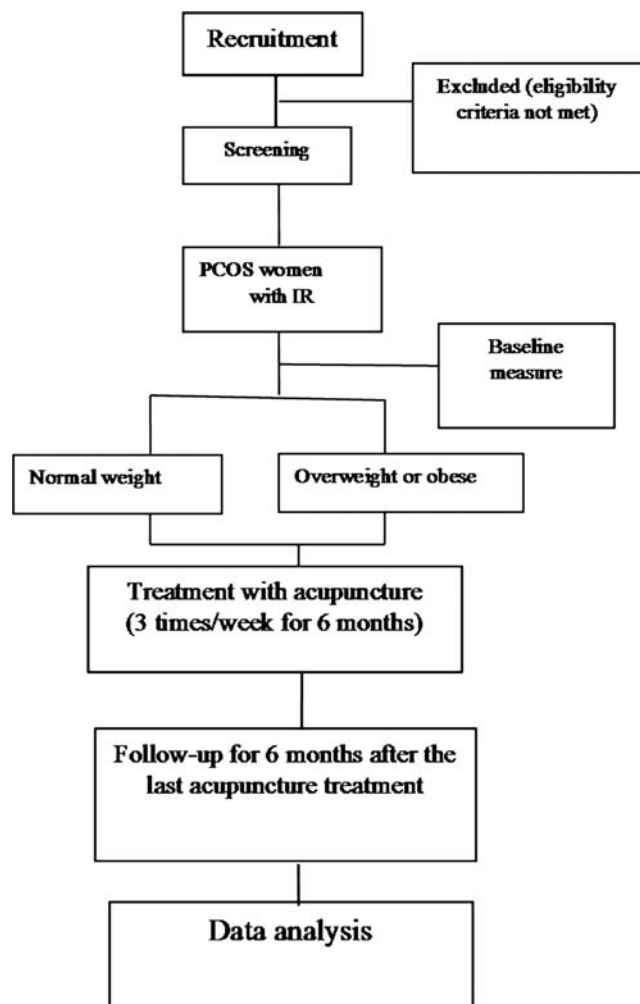 Recruitment
Excluded (eligibility
criteria not met)
Screening
PCOS women
with IR
Baseline
measure
Normal weight
Overweight or obese
Treatment with acupuncture
(3 times/week for 6 months)
Follow-up for 6 months after the
last acupuncture treatment
Data analysis